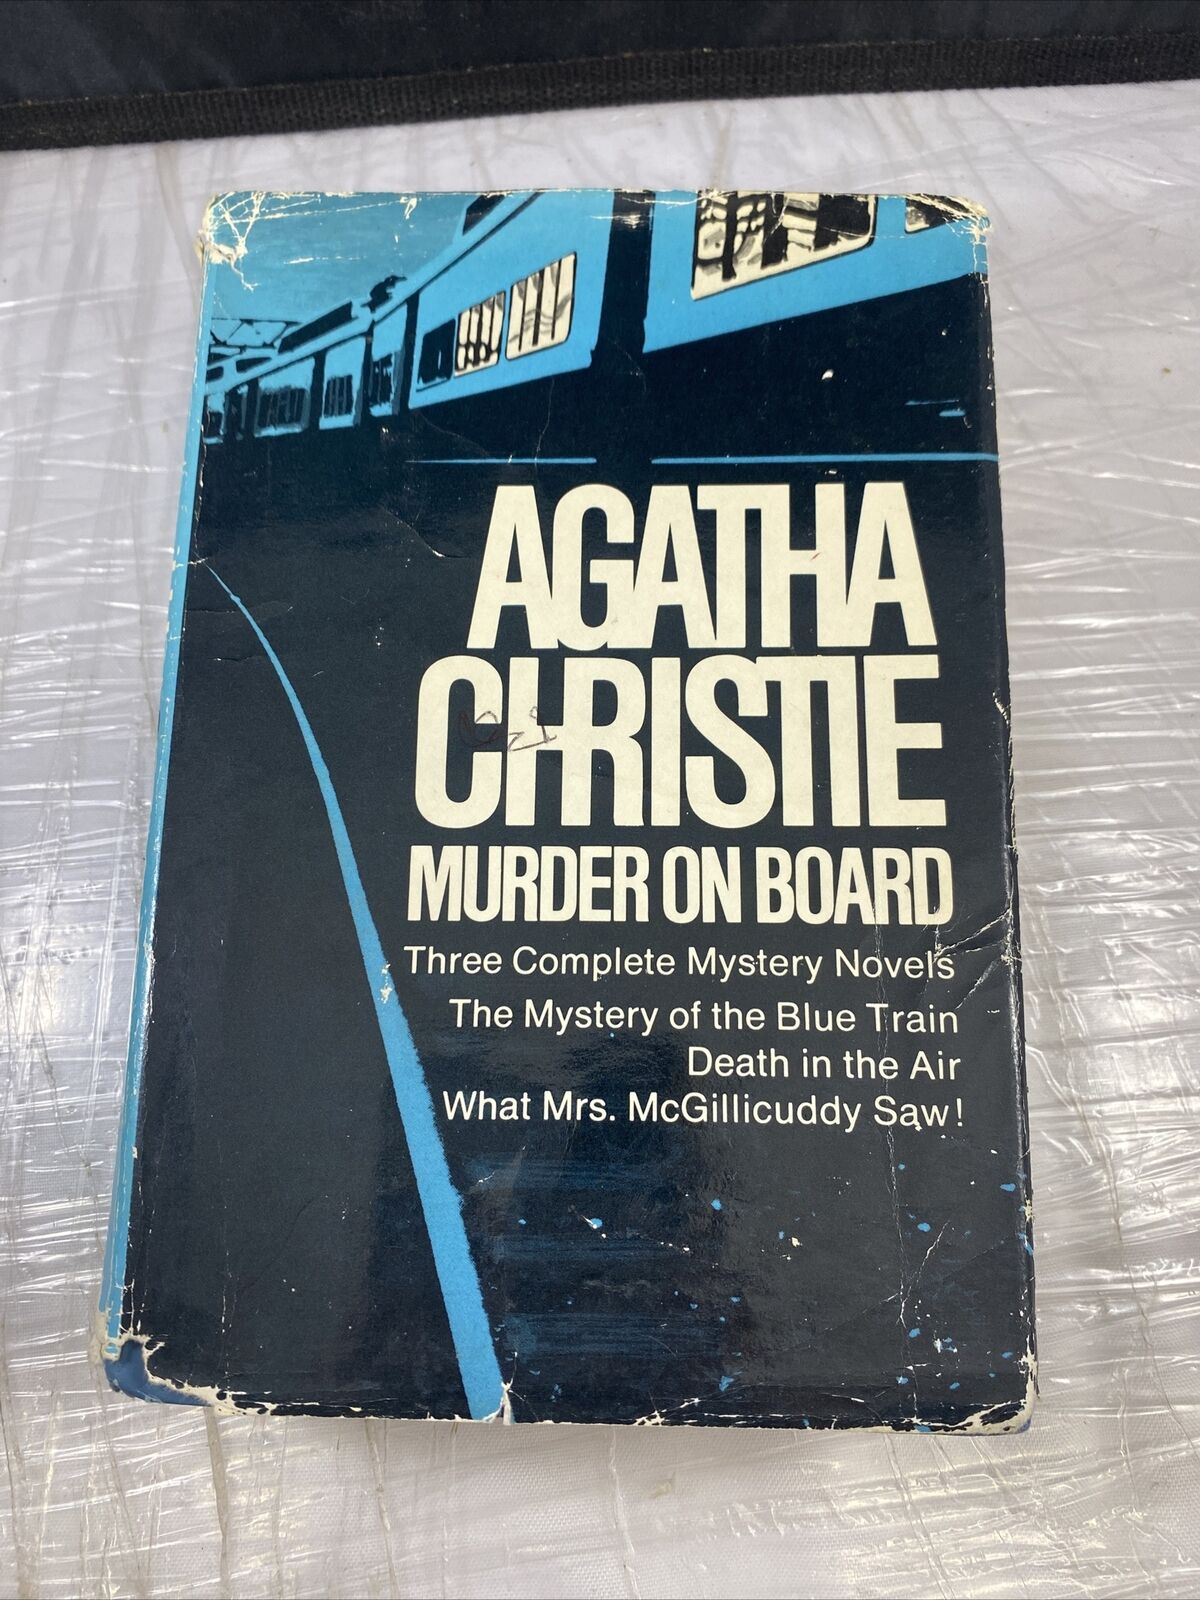 AGATHA
CHRISTIE
MURDER ON BOARD
Three Complete Mystery Novels
The Mystery of the Blue Train
Death in the Air
What Mrs. McGillicuddy Saw!